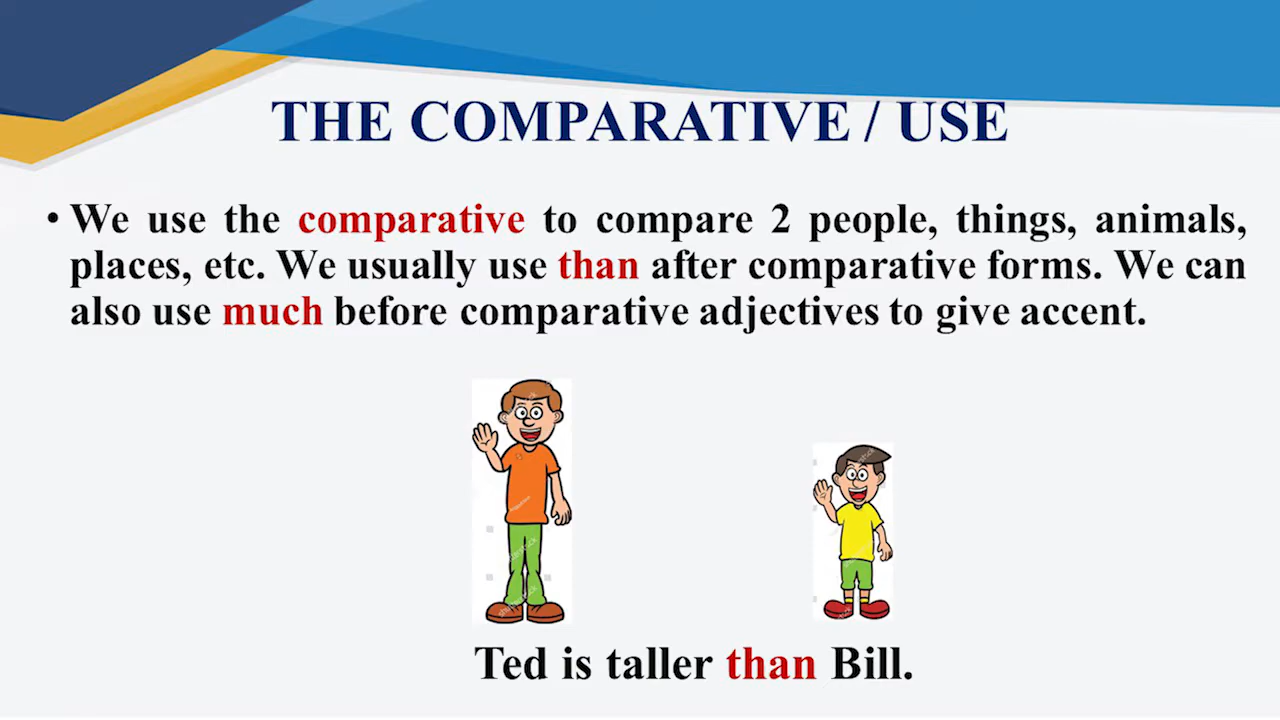 THE COMPARATIVE / USE
• We use the comparative to compare 2 people, things, animals,
places, etc. We usually use than after comparative forms. We can
also use much before comparative adjectives to give accent.
Ted is taller than Bill.